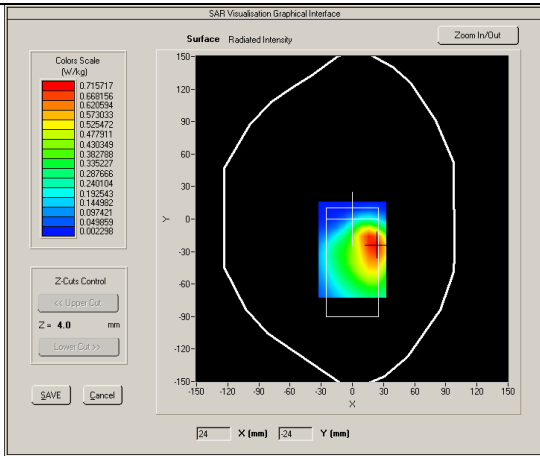 SAR Visualisation Graphical Interface
Surface Radiated Intensity
Zoom In/Out
Colors Scale
(W/kg)
0.715717
0.668156
0.620594
0.573033
0.525472
0.477911
0.430349
0.382788
0.335227
0.287666
0.240104
0.192543
0.144982
0.097421
0.049859
0.002298
Z-Cuts Control
<< Upper Cut
Z = 4.0 mm
Lower Cut >>
SAVE
Cancel
150
120
90
60
30
0
-30
-60
-90
-120
-150
Y
-150 -120 -90 -60 -30 0 30 60 90 120 150
X
24 X (mm) -24 Y (mm)